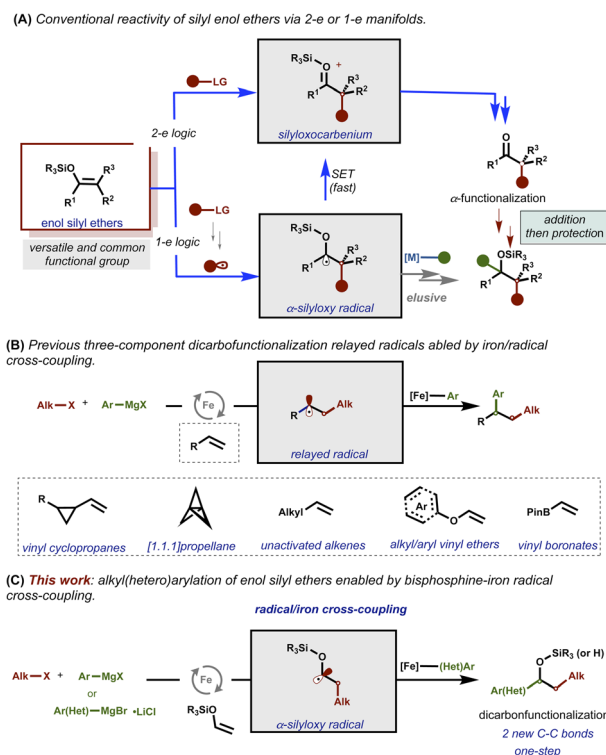 (A) Conventional reactivity of silyl enol ethers via 2-e or 1-e manifolds.
R₃Si
O
+
R³
R¹
R²
silyloxocarbenium
LG
2-e logic
R₃SiO
R³
R¹
R²
enol silyl ethers
versatile and common
functional group
1-e logic
LG
SET
(fast)
R₃Si
O
R³
R¹
R²
α-silyloxy radical
[M]
elusive
O
R³
R¹
R²
α-functionalization
addition
then protection
OSiR₃
R³
R¹
R²
(B) Previous three-component dicarbofunctionalization relayed radicals abled by iron/radical
cross-coupling.
Alk—X + Ar—MgX
Fe
R
R
Alk
relayed radical
[Fe]—Ar
Ar
R
Alk
R
vinyl cyclopropanes
[1.1.1]propellane
Alkyl
unactivated alkenes
Ar
O
alkyl/aryl vinyl ethers
PinB
vinyl boronates
(C) This work: alkyl(hetero)arylation of enol silyl ethers enabled by bisphosphine-iron radical
cross-coupling.
radical/iron cross-coupling
Alk—X + Ar—MgX
or
Ar(Het)—MgBr •LiCl
Fe
R₃SiO
R₃Si
O
Alk
α-silyloxy radical
[Fe]—(Het)Ar
SiR₃ (or H)
O
Ar(Het)
Alk
dicarbonfunctionalization
2 new C-C bonds
one-step